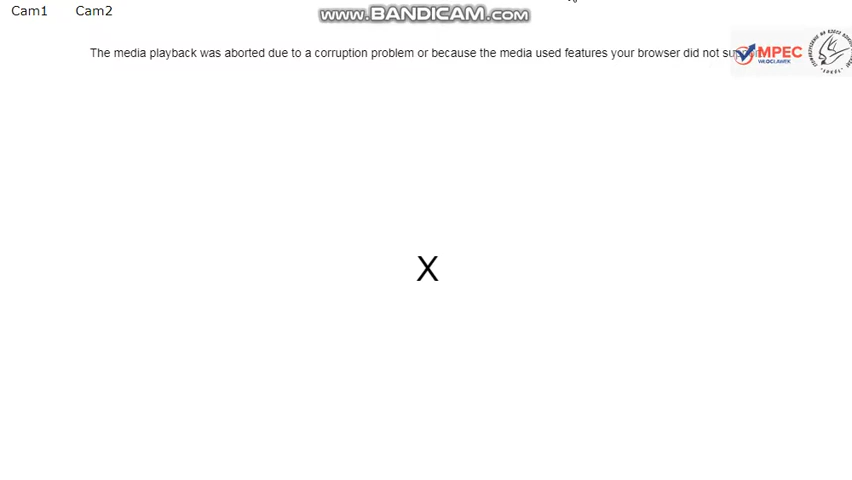 Cam1 Cam2
www.BANDICAM.com
The media playback was aborted due to a corruption problem or because the media used features your browser did not
MPEC
WŁOCŁAWEK
X